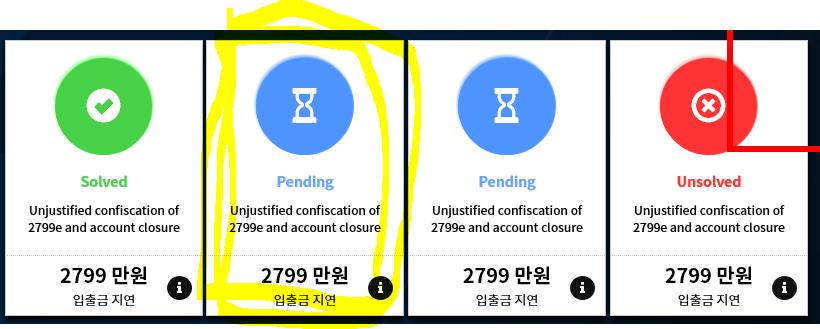 Solved
Unjustified confiscation of
2799e and account closure
2799 만원
입출금 지연
Pending
Unjustified confiscation of
2799e and account closure
2799 만원
입출금 지연
Pending
Unjustified confiscation of
2799e and account closure
2799 만원
입출금 지연
Unsolved
Unjustified confiscation of
2799e and account closure
2799 만원
입출금 지연